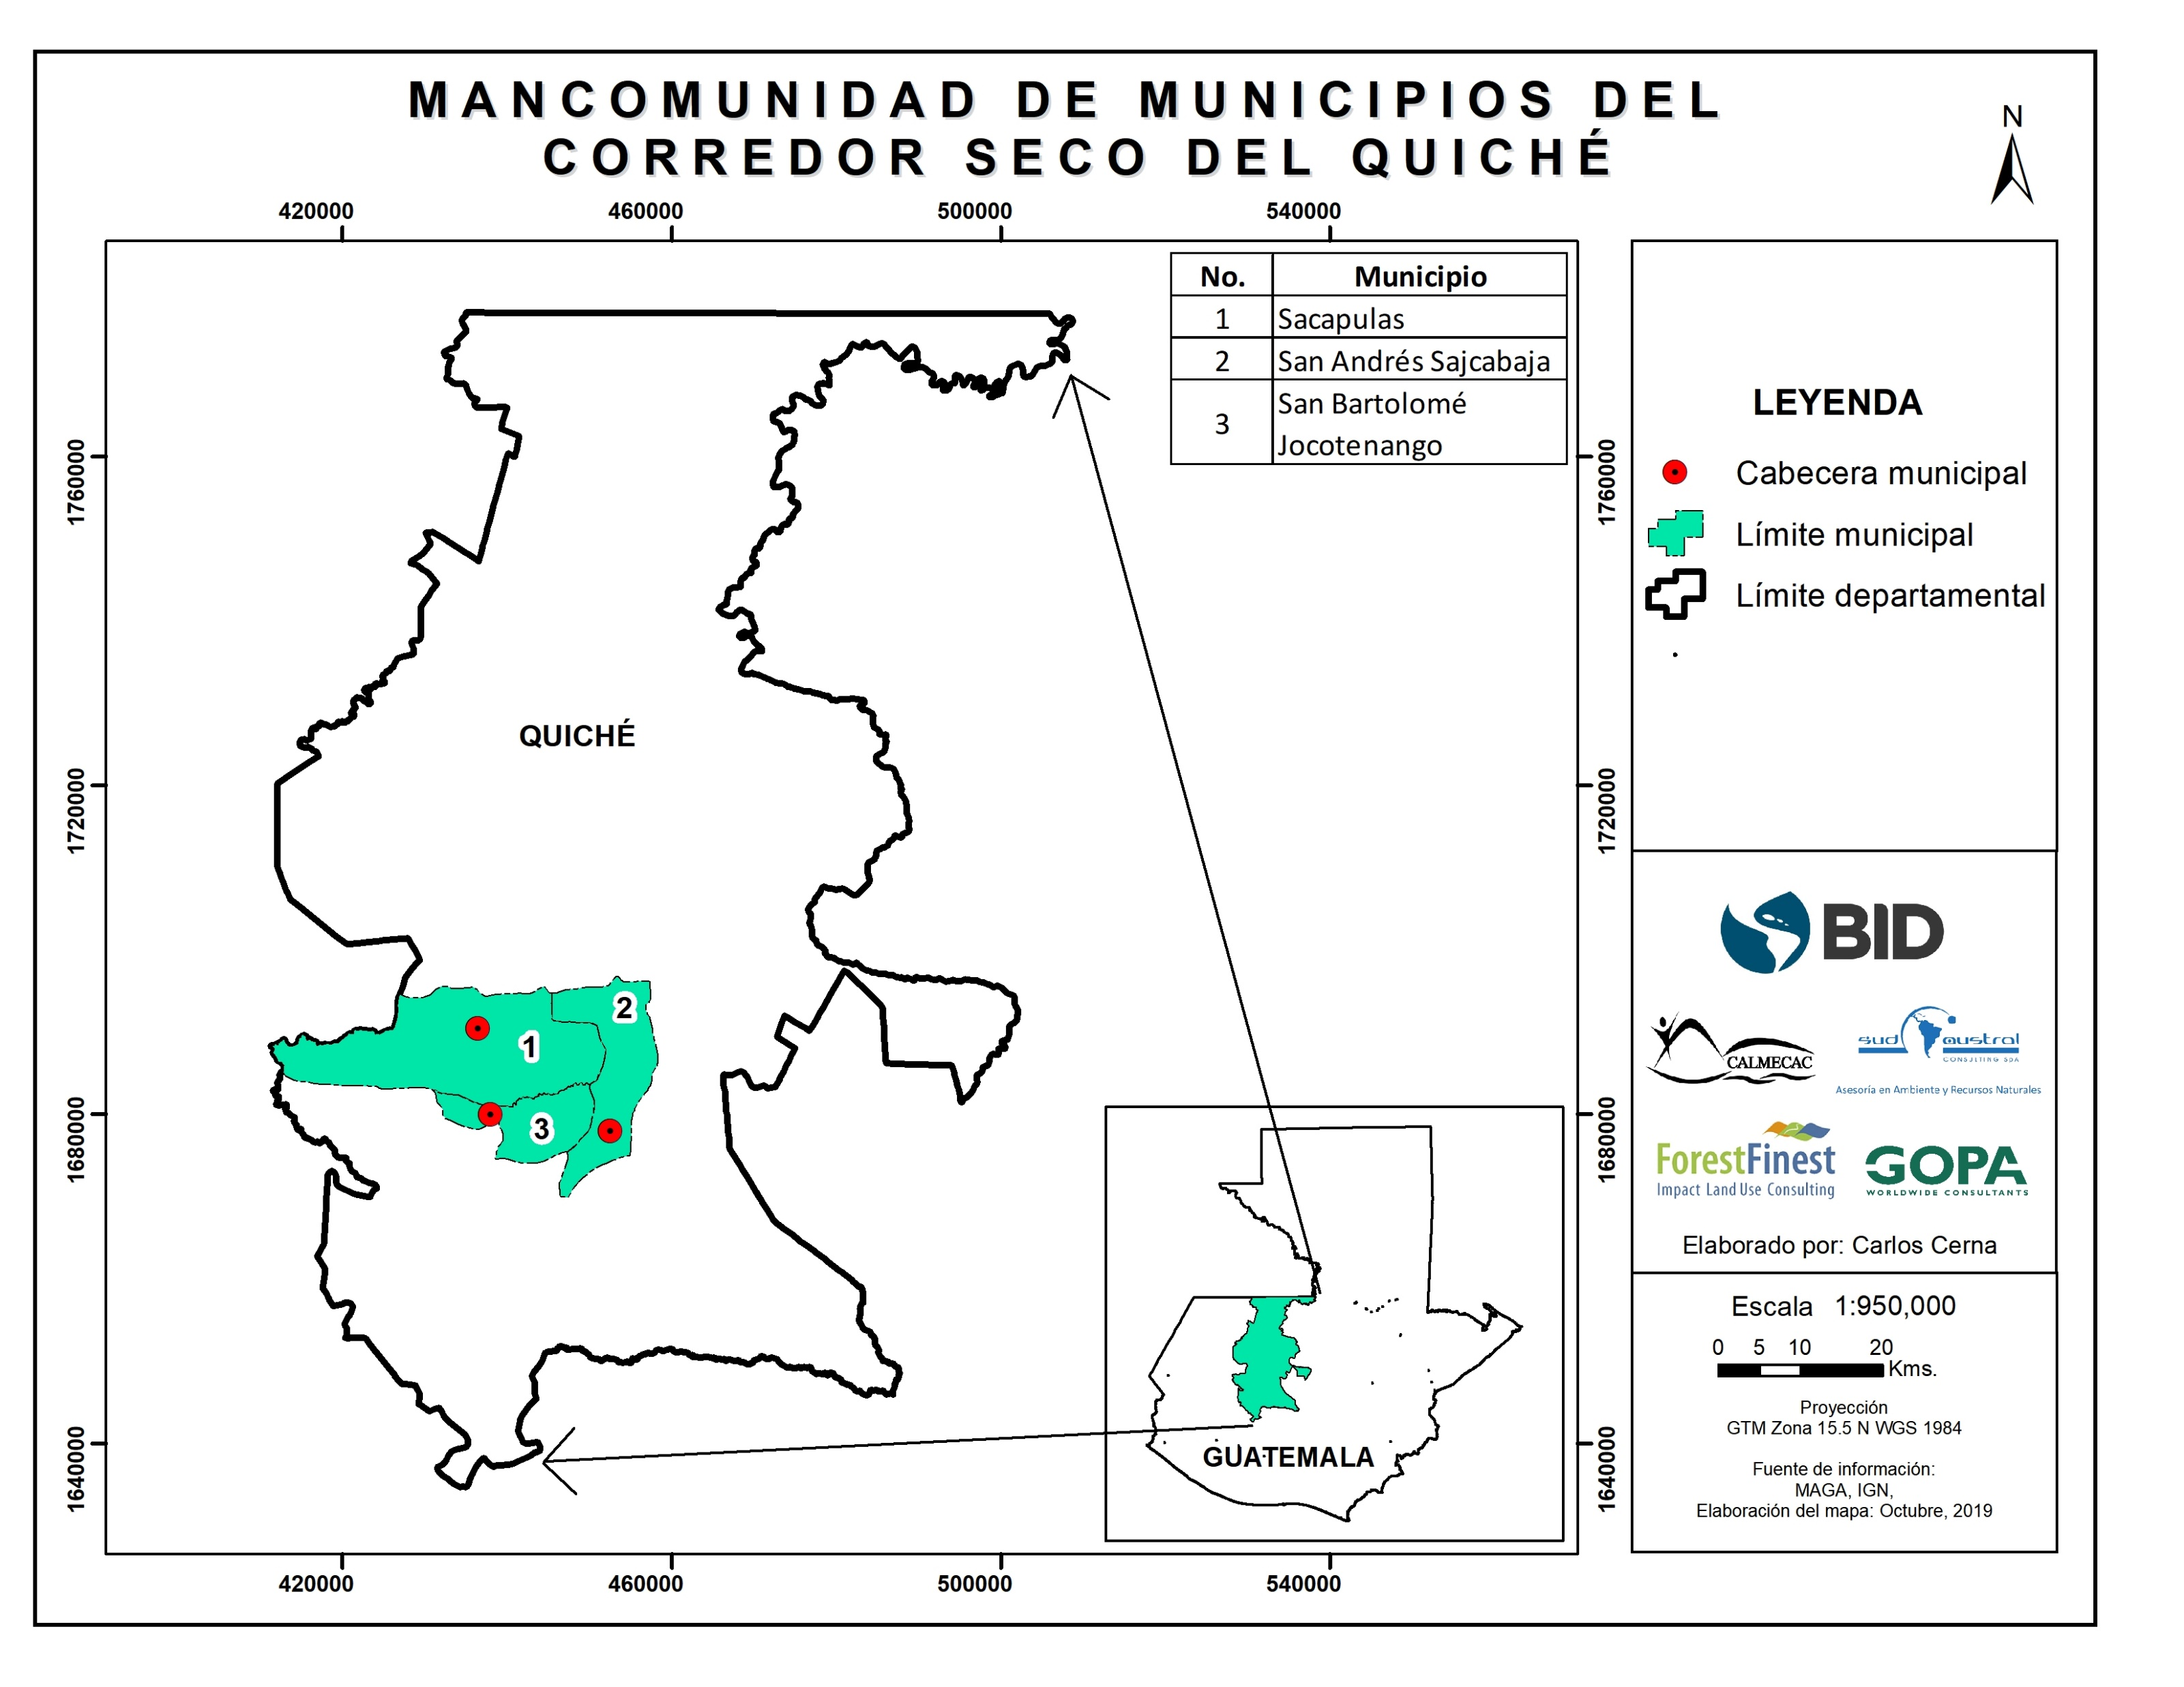 MANCOMUNIDAD DE MUNICIPIOS DEL
CORREDOR SECO DEL QUICHÉ
N
420000 460000 500000 540000
No. Municipio
1 Sacapulas
2 San Andrés Sajcabaja
3 San Bartolomé
Jocotenango
1760000
1720000
1680000
1640000
QUICHÉ
1
2
3
GUATEMALA
1760000
1720000
1680000
1640000
420000 460000 500000 540000
LEYENDA
Cabecera municipal
Límite municipal
Límite departamental
BID
CALMECAC
sud austral
CONSULTING SPA
Asesoría en Ambiente y Recursos Naturales
ForestFinest
Impact Land Use Consulting
GOPA
WORLDWIDE CONSULTANTS
Elaborado por: Carlos Cerna
Escala 1:950,000
0 5 10 20
Kms.
Proyección
GTM Zona 15.5 N WGS 1984
Fuente de información:
MAGA, IGN,
Elaboración del mapa: Octubre, 2019